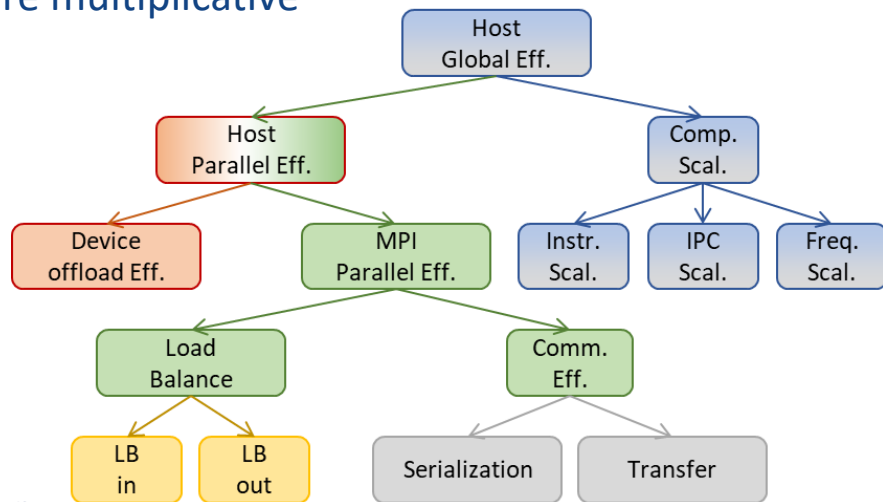 re multiplicative
Host
Global Eff.
Host
Parallel Eff.
Comp.
Scal.
Device
offload Eff.
MPI
Parallel Eff.
Instr.
Scal.
IPC
Scal.
Freq.
Scal.
Load
Balance
Comm.
Eff.
LB
in
LB
out
Serialization
Transfer